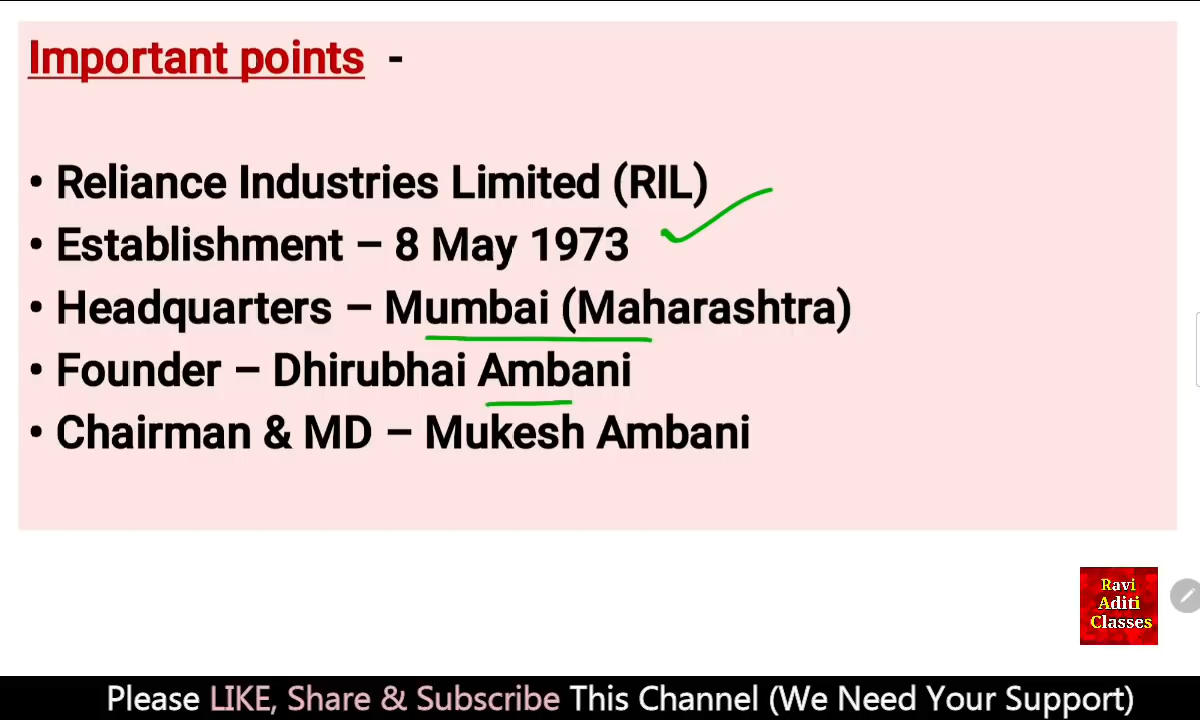 Important points -
• Reliance Industries Limited (RIL)
• Establishment – 8 May 1973
• Headquarters – Mumbai (Maharashtra)
• Founder – Dhirubhai Ambani
• Chairman & MD – Mukesh Ambani
Ravi
Aditi
Classes
Please LIKE, Share & Subscribe This Channel (We Need Your Support)